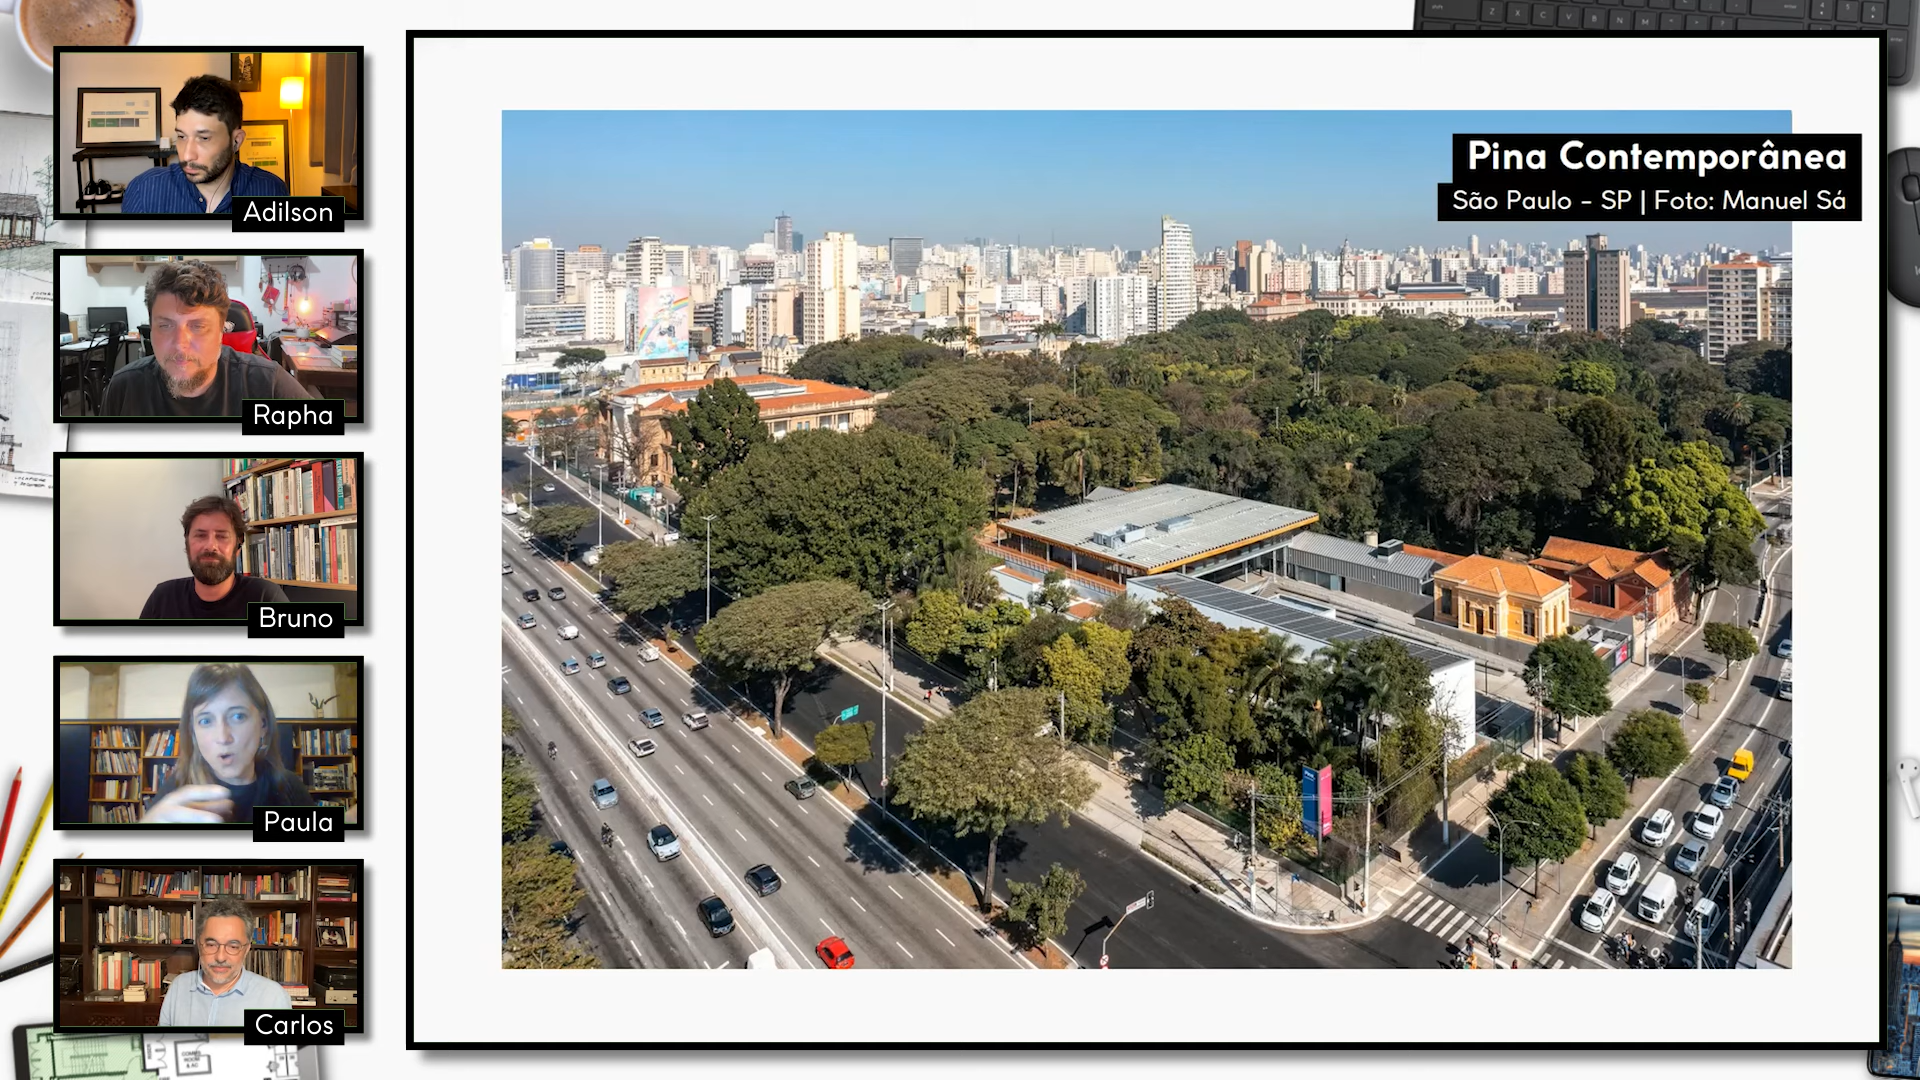 Adilson
Rapha
Bruno
Paula
Carlos
Pina Contemporânea
São Paulo - SP | Foto: Manuel Sá